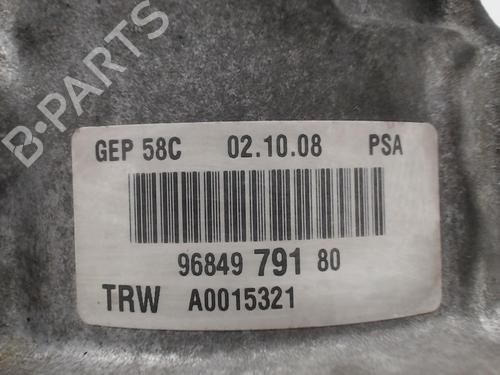 B-PARTS
GEP 58C 02.10.08 PSA
96849 791 80
TRW A0015321